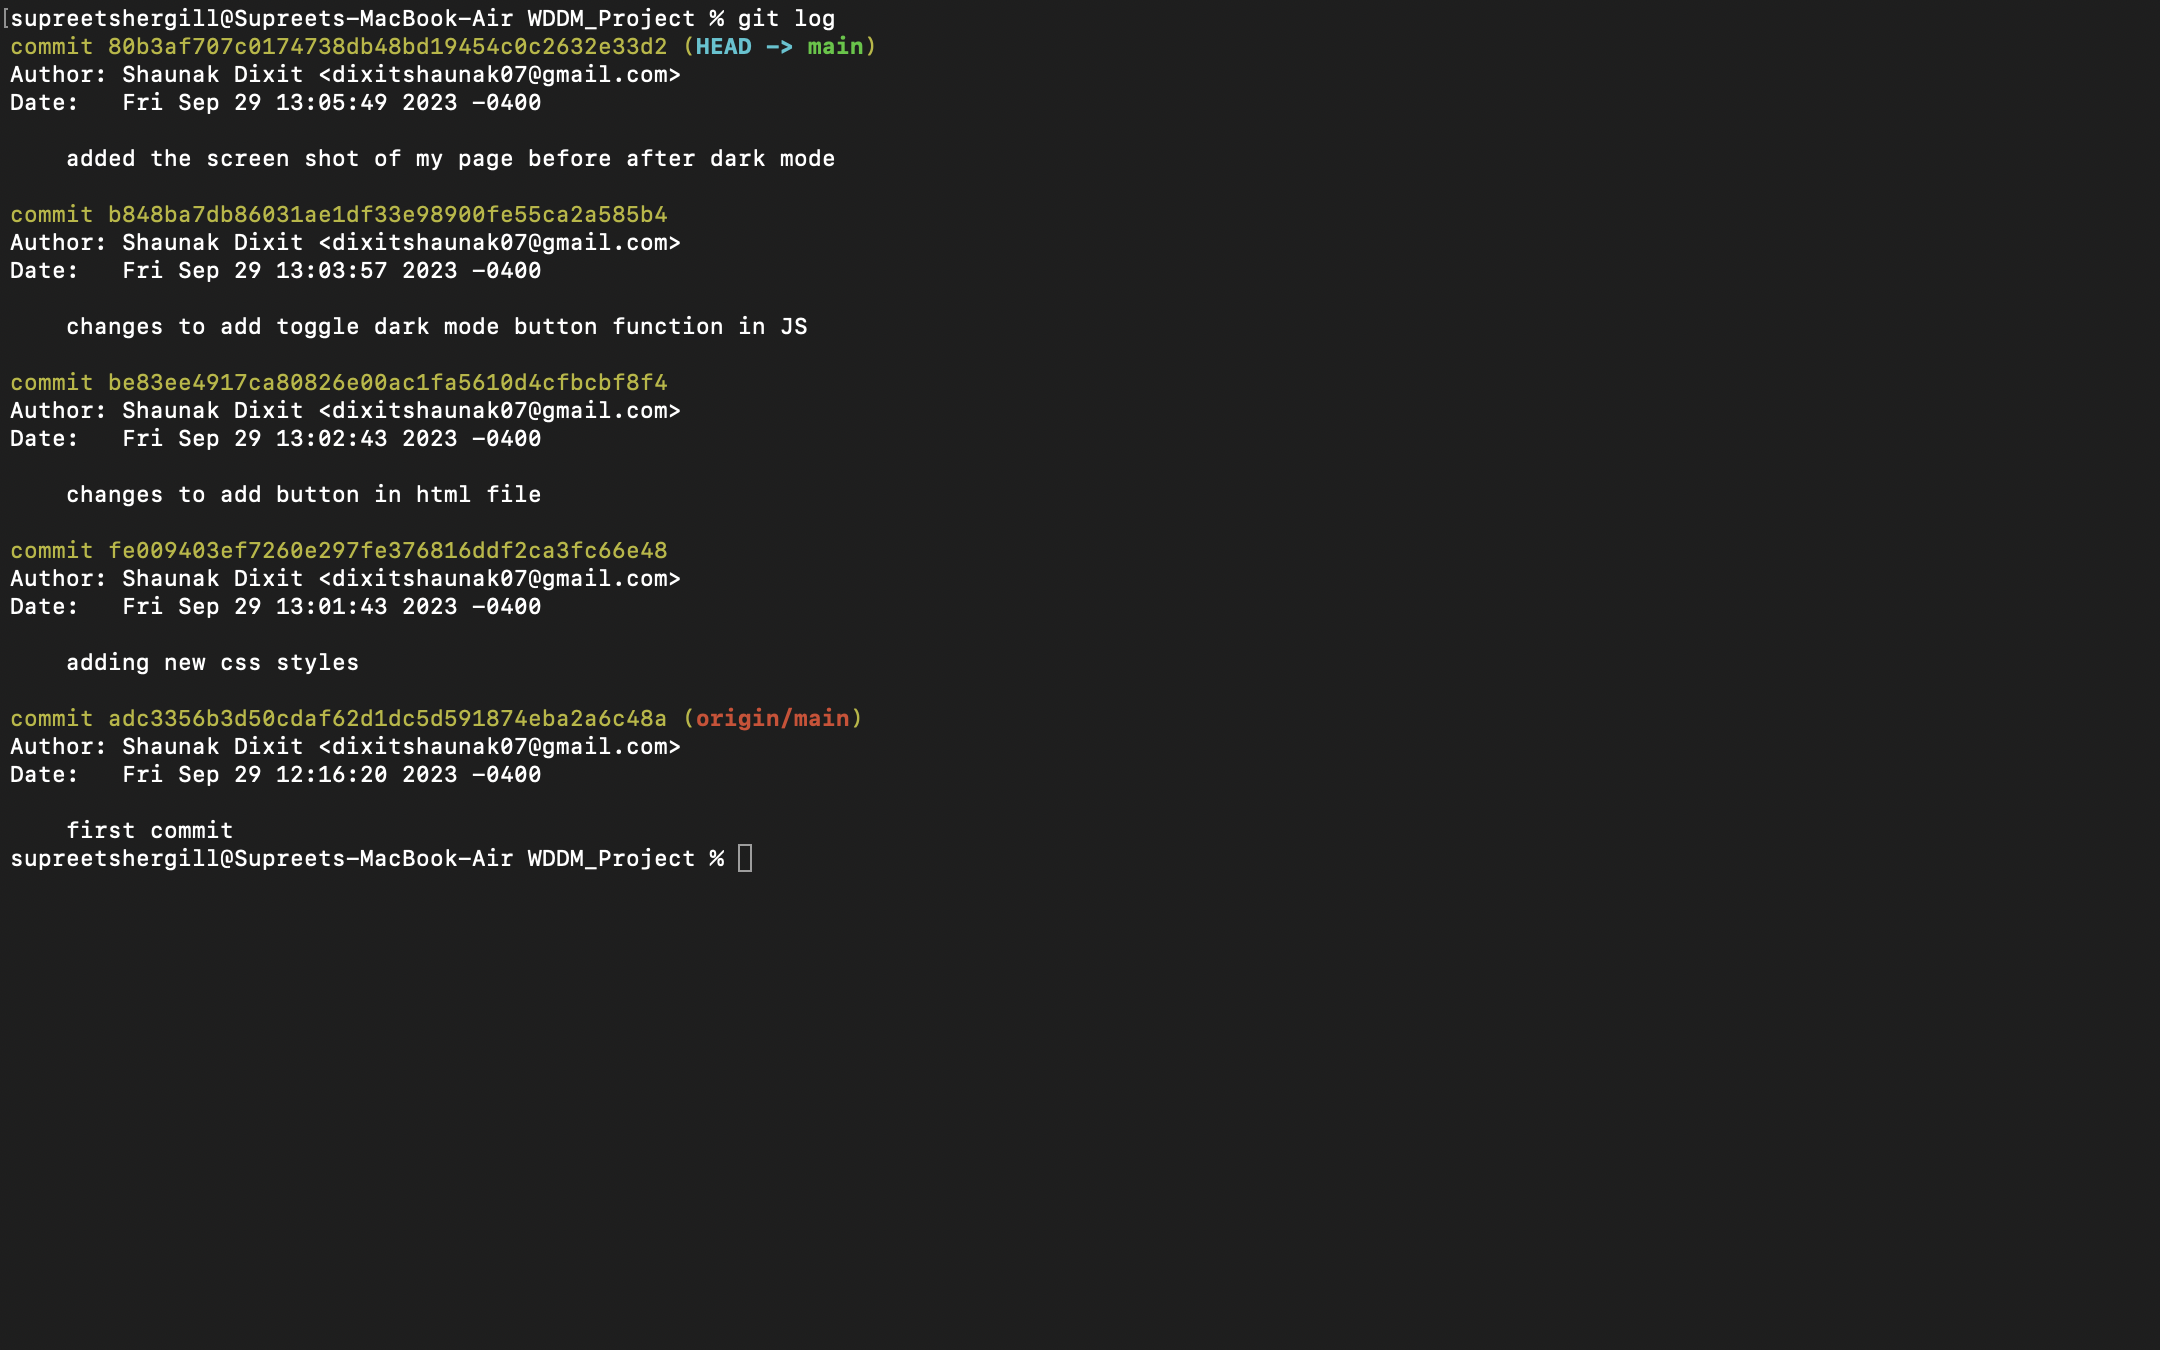 [supreetshergill@Supreets-MacBook-Air WDDM_Project % git log
commit 80b3af707c0174738db48bd19454c0c2632e33d2 (HEAD -> main)
Author: Shaunak Dixit <dixitshaunak07@gmail.com>
Date:   Fri Sep 29 13:05:49 2023 -0400
    added the screen shot of my page before after dark mode
commit b848ba7db86031ae1df33e98900fe55ca2a585b4
Author: Shaunak Dixit <dixitshaunak07@gmail.com>
Date:   Fri Sep 29 13:03:57 2023 -0400
    changes to add toggle dark mode button function in JS
commit be83ee4917ca80826e00ac1fa5610d4cfbcbf8f4
Author: Shaunak Dixit <dixitshaunak07@gmail.com>
Date:   Fri Sep 29 13:02:43 2023 -0400
    changes to add button in html file
commit fe009403ef7260e297fe376816ddf2ca3fc66e48
Author: Shaunak Dixit <dixitshaunak07@gmail.com>
Date:   Fri Sep 29 13:01:43 2023 -0400
    adding new css styles
commit adc3356b3d50cdaf62d1dc5d591874eba2a6c48a (origin/main)
Author: Shaunak Dixit <dixitshaunak07@gmail.com>
Date:   Fri Sep 29 12:16:20 2023 -0400
    first commit
supreetshergill@Supreets-MacBook-Air WDDM_Project %